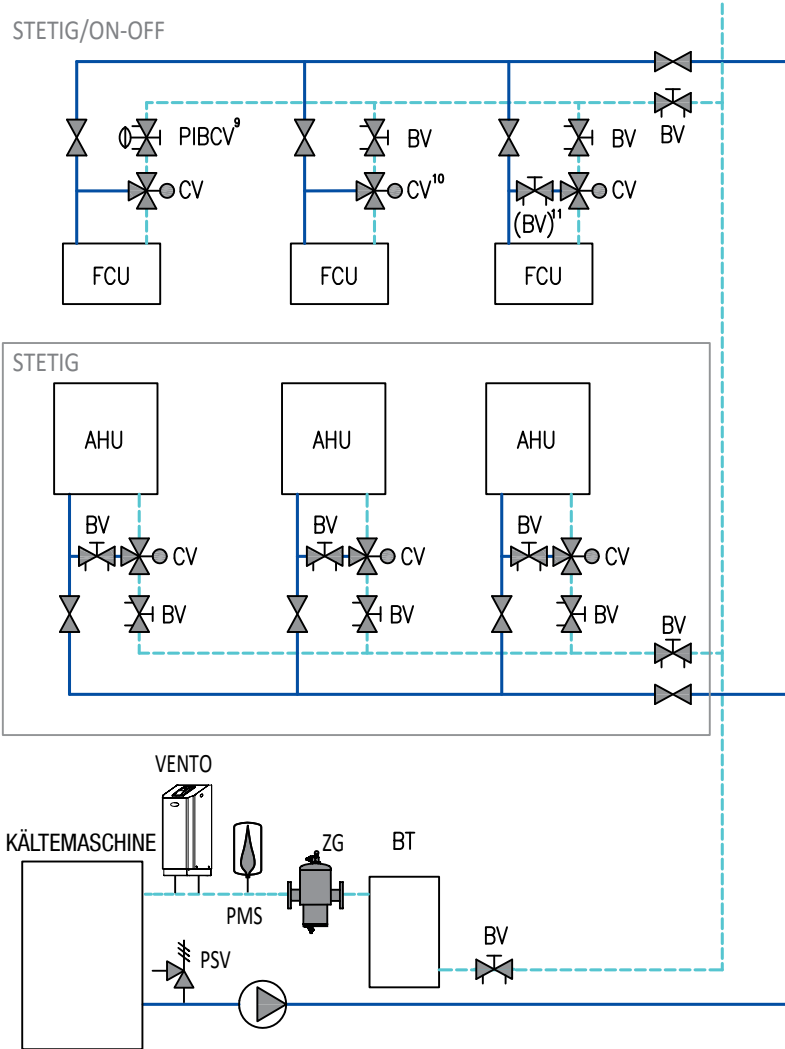 STETIG/ON-OFF
BV
PIBCV⁹
BV
BV
CV
CV¹⁰
CV
(BV)¹¹
FCU
FCU
FCU
STETIG
AHU
AHU
AHU
BV
BV
BV
CV
CV
CV
BV
BV
BV
BV
VENTO
KÄLTEMASCHINE
ZG
BT
PMS
BV
PSV